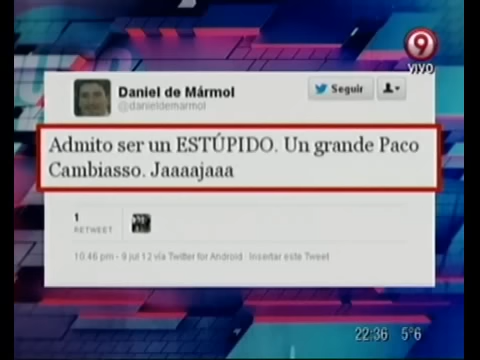 9
VIVO
Daniel de Mármol
@danieldemarmol
Seguir
Admito ser un ESTÚPIDO. Un grande Paco
Cambiasso. Jaaaajaaa
1
RETWEET
10:46 pm - 9 jul 12 vía Twitter for Android · Insertar este Tweet
22:36 5°6